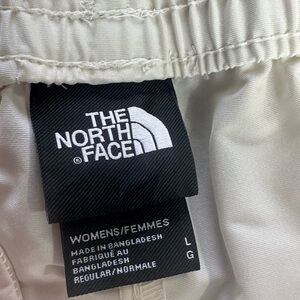 THE
NORTH
FACE
®
WOMENS/FEMMES
MADE IN BANGLADESH
FABRIQUÉ AU
BANGLADESH
REGULAR/NORMALE
L
G